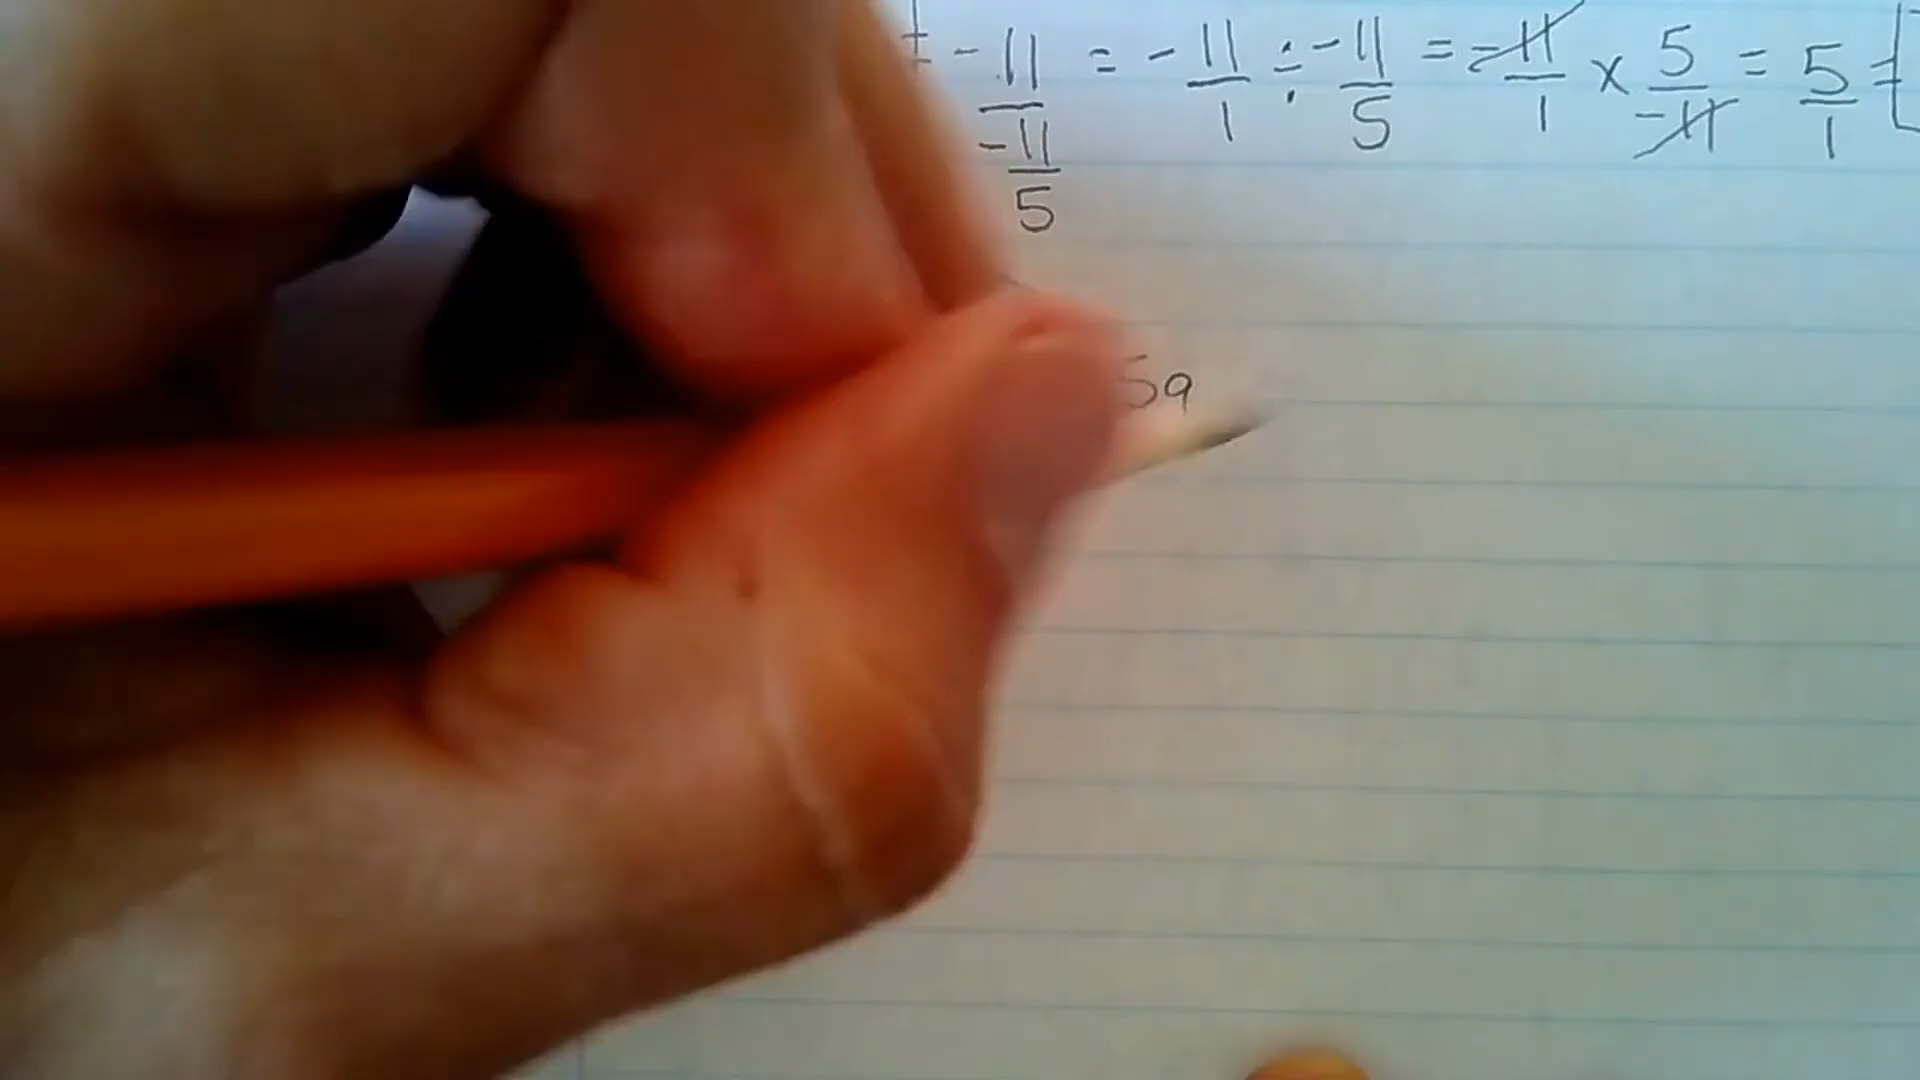 = -11/(-11/5) = -11/1 ÷ -11/5 = -11/1 x 5/-11 = 5/1 =
5a